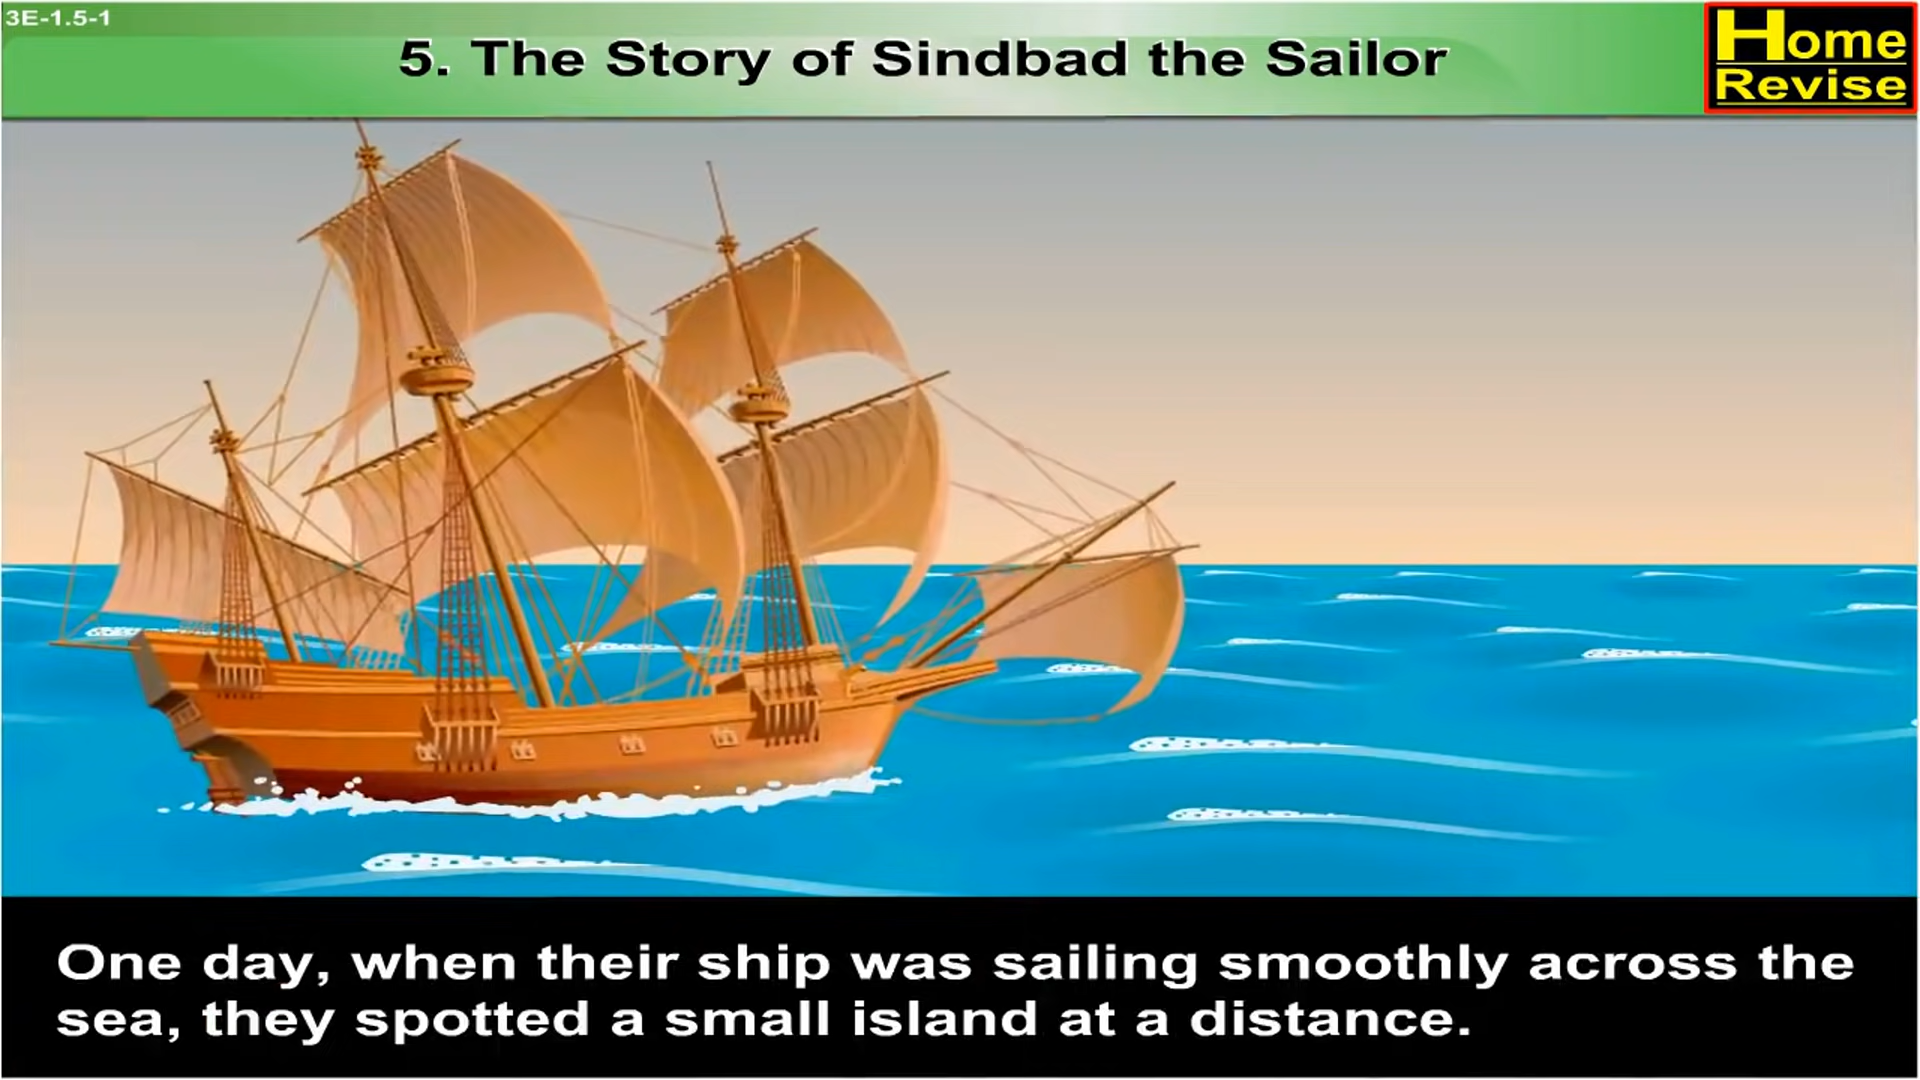 3E-1.5-1
5. The Story of Sindbad the Sailor
Home
Revise
One day, when their ship was sailing smoothly across the
sea, they spotted a small island at a distance.